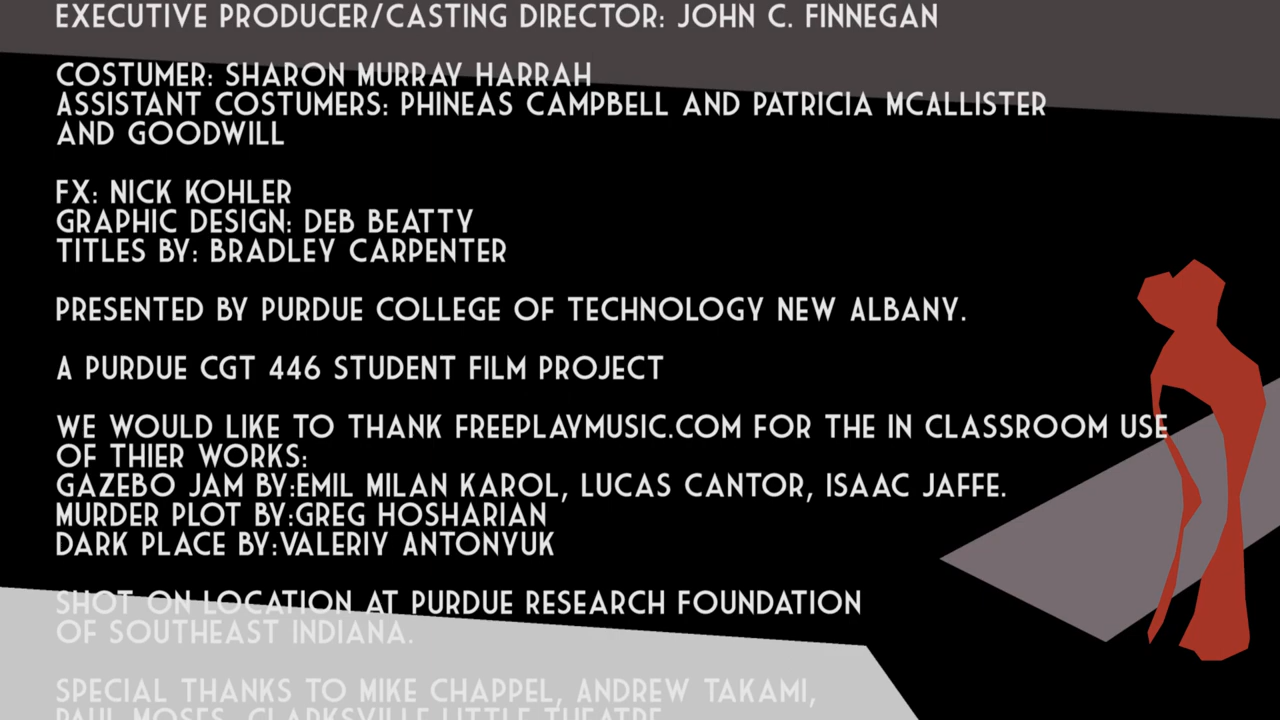 EXECUTIVE PRODUCER/CASTING DIRECTOR: JOHN C. FINNEGAN
COSTUMER: SHARON MURRAY HARRAH
ASSISTANT COSTUMERS: PHINEAS CAMPBELL AND PATRICIA MCALLISTER
AND GOODWILL
FX: NICK KOHLER
GRAPHIC DESIGN: DEB BEATTY
TITLES BY: BRADLEY CARPENTER
PRESENTED BY PURDUE COLLEGE OF TECHNOLOGY NEW ALBANY.
A PURDUE CGT 446 STUDENT FILM PROJECT
WE WOULD LIKE TO THANK FREEPLAYMUSIC.COM FOR THE IN CLASSROOM USE
OF THIER WORKS:
GAZEBO JAM BY:EMIL MILAN KAROL, LUCAS CANTOR, ISAAC JAFFE.
MURDER PLOT BY:GREG HOSHARIAN
DARK PLACE BY:VALERIY ANTONYUK
SHOT ON LOCATION AT PURDUE RESEARCH FOUNDATION
OF SOUTHEAST INDIANA.
SPECIAL THANKS TO MIKE CHAPPEL, ANDREW TAKAMI,
PAUL MOSES, CLARKSVILLE LITTLE THEATRE